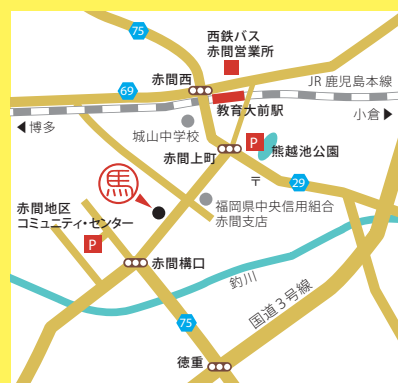 75
西鉄バス
赤間営業所
赤間西
69
JR 鹿児島本線
教育大前駅
小倉▶
◀博多
城山中学校
P
赤間上町
熊越池公園
馬
〒
29
赤間地区
コミュニティ・センター
福岡県中央信用組合
赤間支店
P
赤間構口
釣川
国道3号線
75
徳重